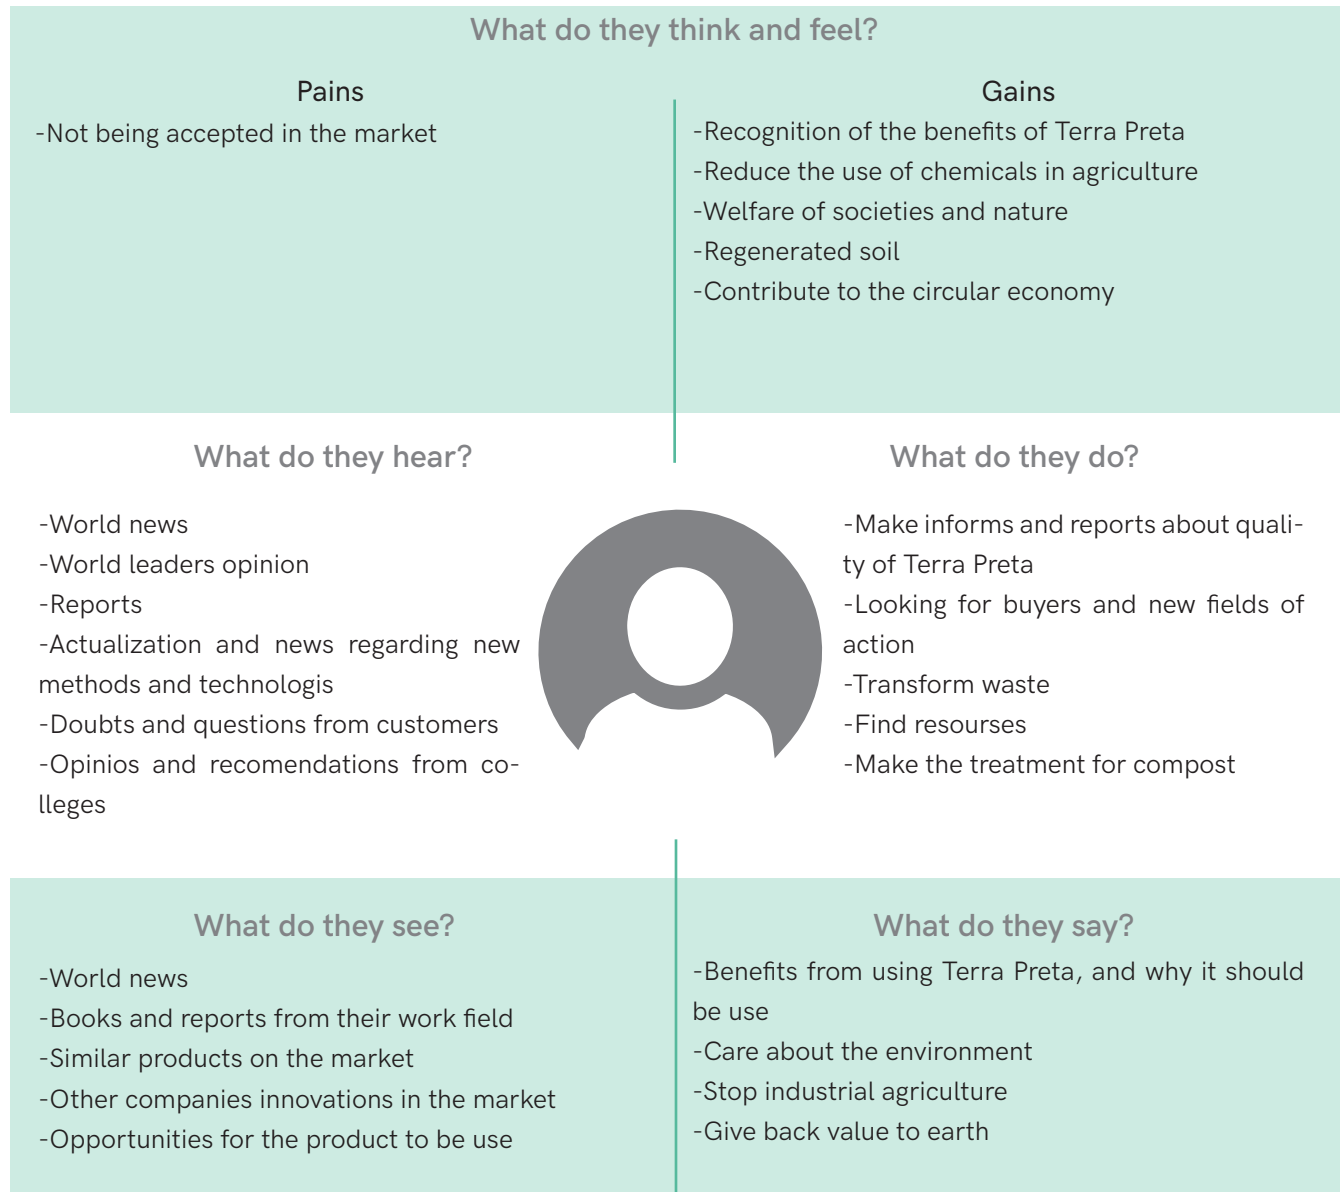 What do they think and feel?
Pains
-Not being accepted in the market
Gains
-Recognition of the benefits of Terra Preta
-Reduce the use of chemicals in agriculture
-Welfare of societies and nature
-Regenerated soil
-Contribute to the circular economy
What do they hear?
-World news
-World leaders opinion
-Reports
-Actualization and news regarding new
methods and technologis
-Doubts and questions from customers
-Opinios and recomendations from co-
lleges
What do they do?
-Make informs and reports about quali-
ty of Terra Preta
-Looking for buyers and new fields of
action
-Transform waste
-Find resourses
-Make the treatment for compost
What do they see?
-World news
-Books and reports from their work field
-Similar products on the market
-Other companies innovations in the market
-Opportunities for the product to be use
What do they say?
-Benefits from using Terra Preta, and why it should
be use
-Care about the environment
-Stop industrial agriculture
-Give back value to earth